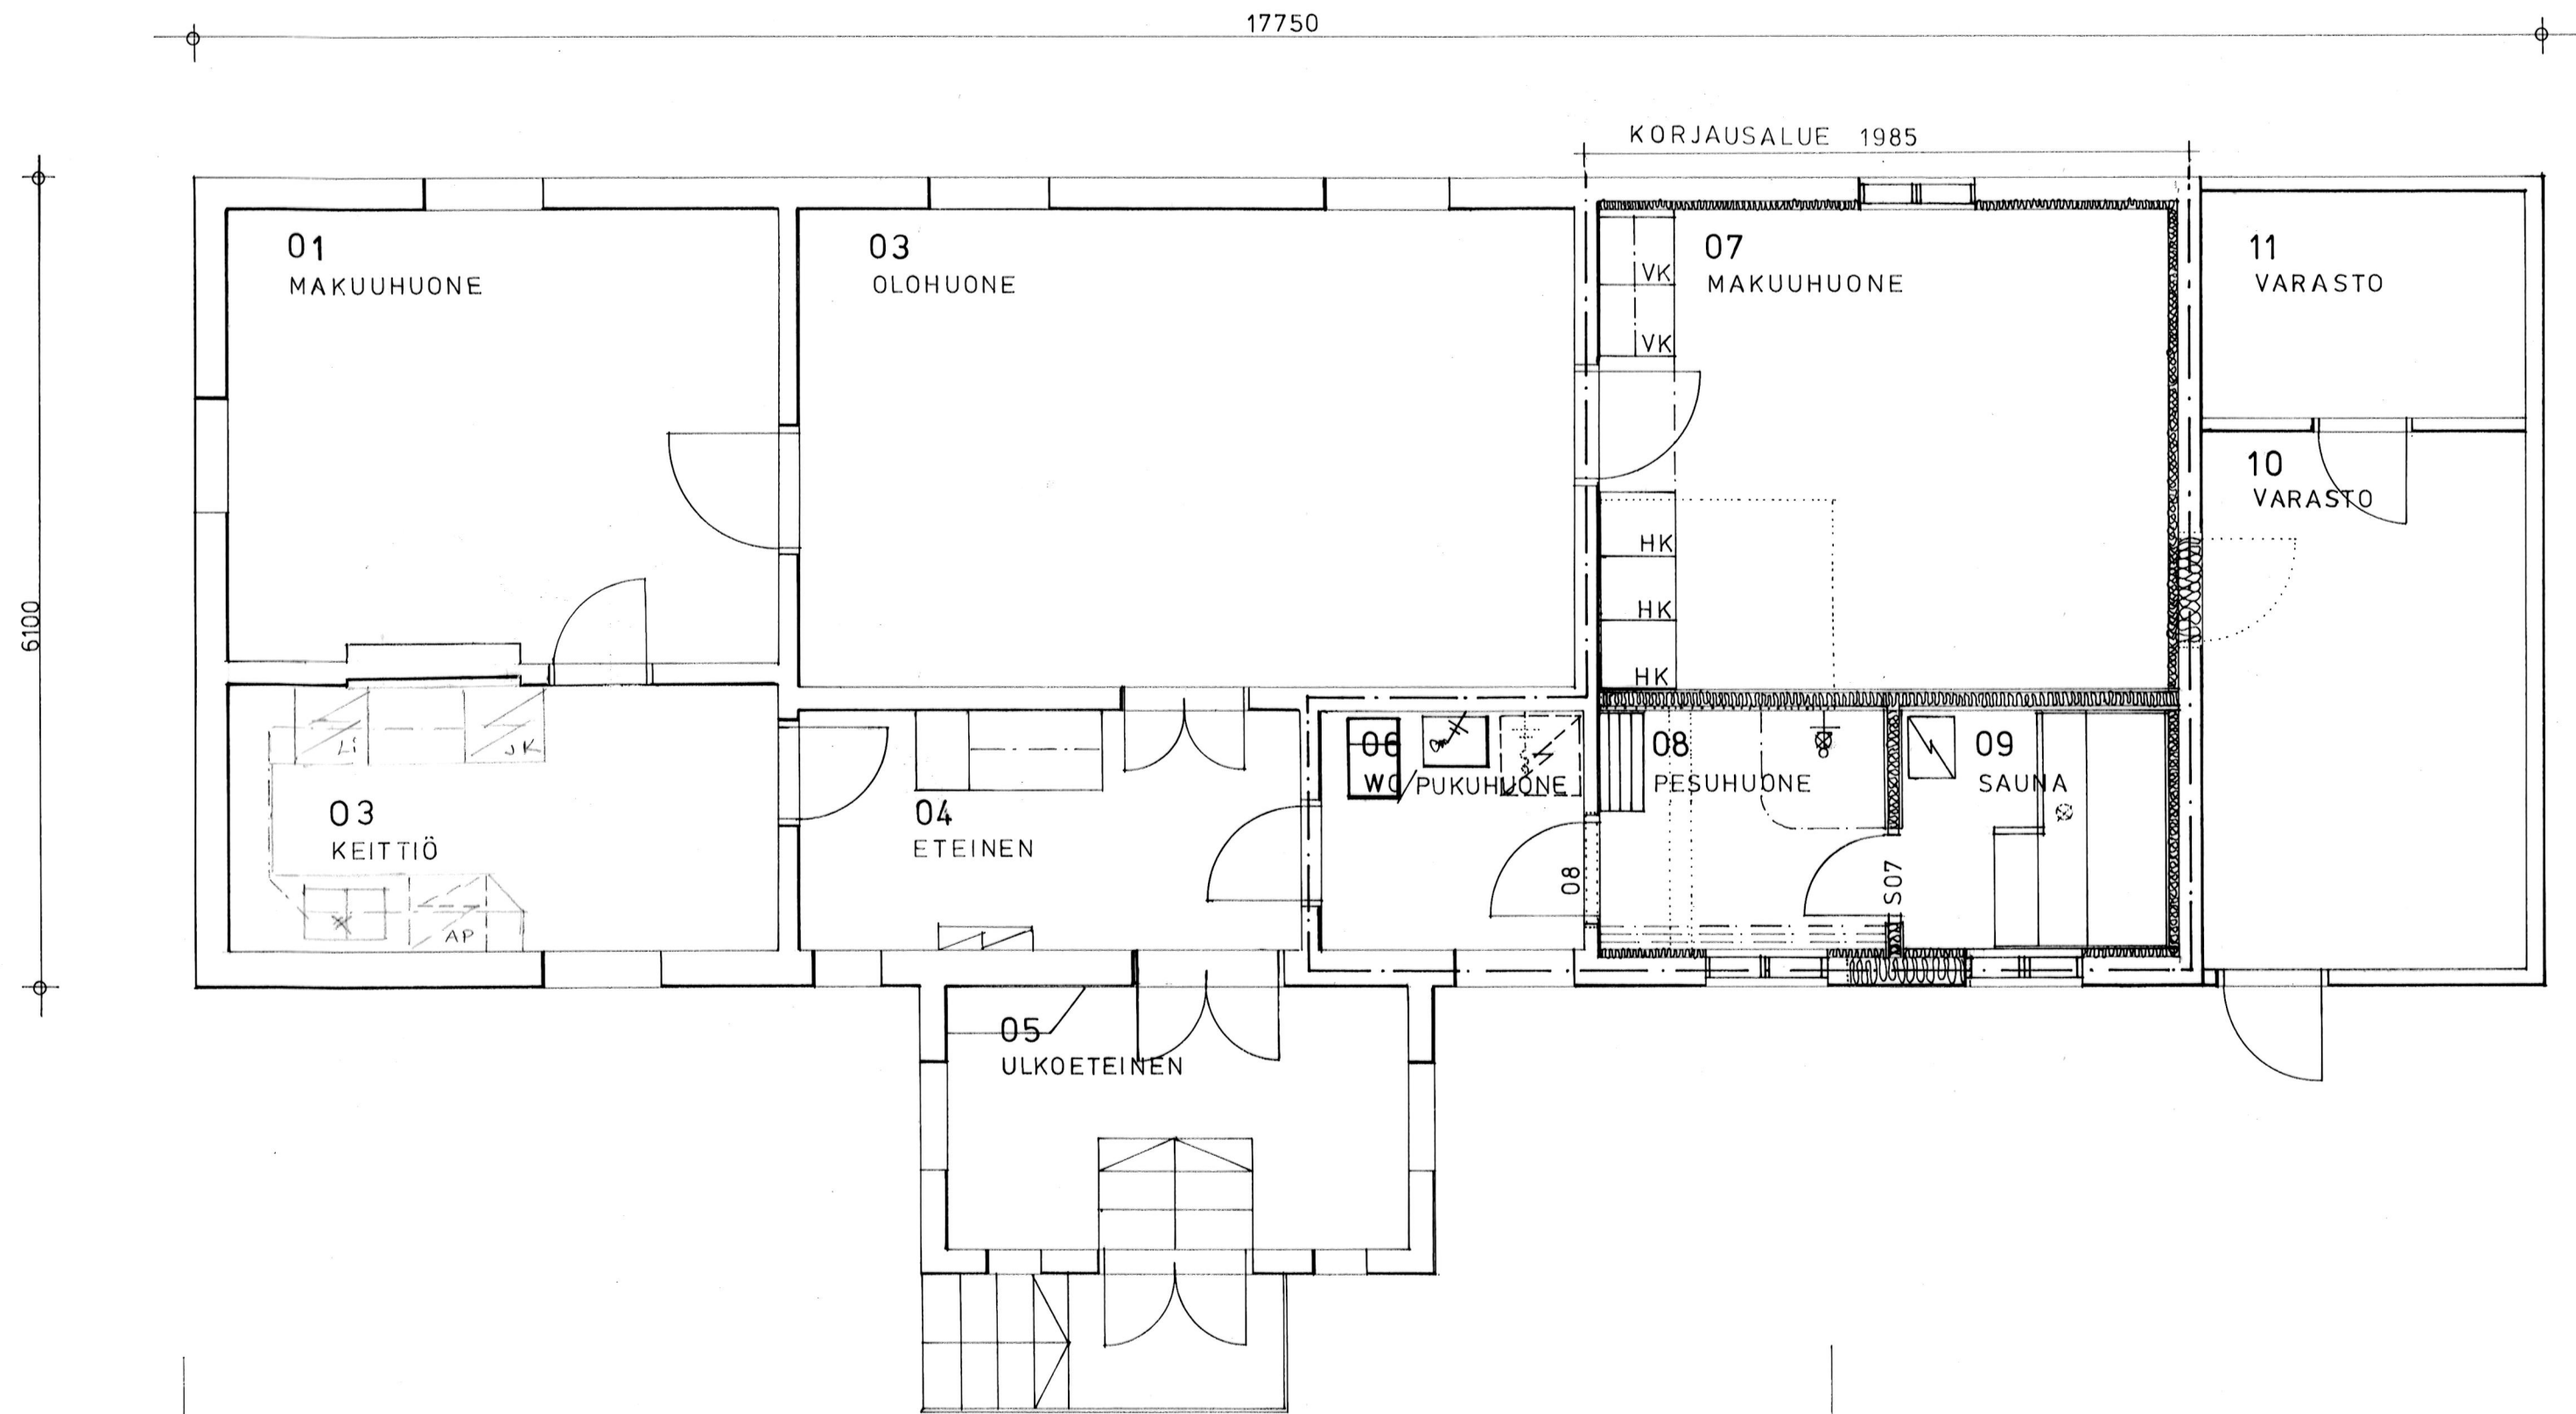 17750
KORJAUSALUE 1985
6100
01
MAKUUHUONE
03
OLOHUONE
VK
VK
07
MAKUUHUONE
11
VARASTO
10
VARASTO
HK
HK
HK
Li
JK
03
KEITTIÖ
AP
04
ETEINEN
06
WC/PUKUHUONE
08
08
PESUHUONE
S07
09
SAUNA
05
ULKOETEINEN